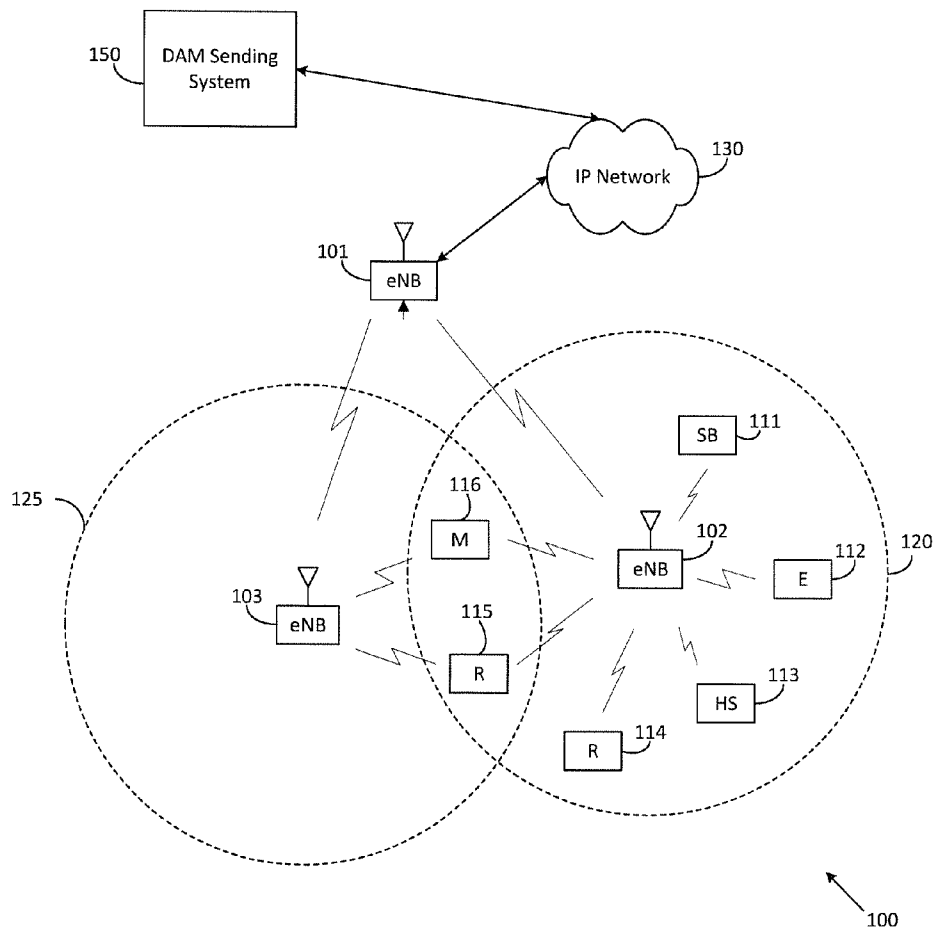 150
DAM Sending
System
130
IP Network
101
eNB
SB
111
125
116
M
102
eNB
120
112
E
103
eNB
115
R
113
HS
R
114
100